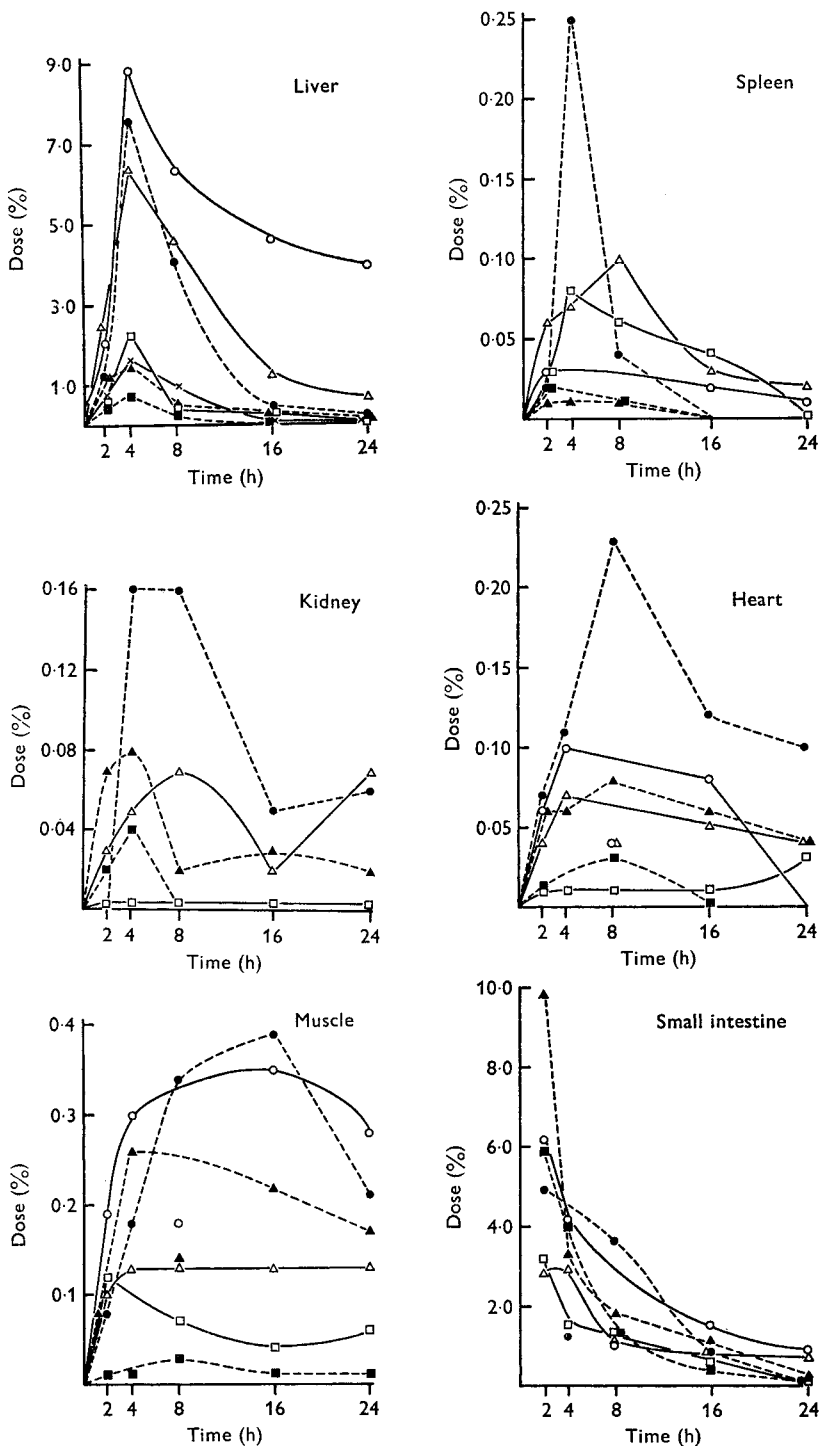 Liver
Dose (%)
9·0
7·0
5·0
3·0
1·0
2 4 8 16 24
Time (h)
Spleen
Dose (%)
0·25
0·20
0·15
0·10
0·05
2 4 8 16 24
Time (h)
Kidney
Dose (%)
0·16
0·12
0·08
0·04
2 4 8 16 24
Time (h)
Heart
Dose (%)
0·25
0·20
0·15
0·10
0·05
2 4 8 16 24
Time (h)
Muscle
Dose (%)
0·4
0·3
0·2
0·1
2 4 8 16 24
Time (h)
Small intestine
Dose (%)
10·0
8·0
6·0
4·0
2·0
2 4 8 16 24
Time (h)